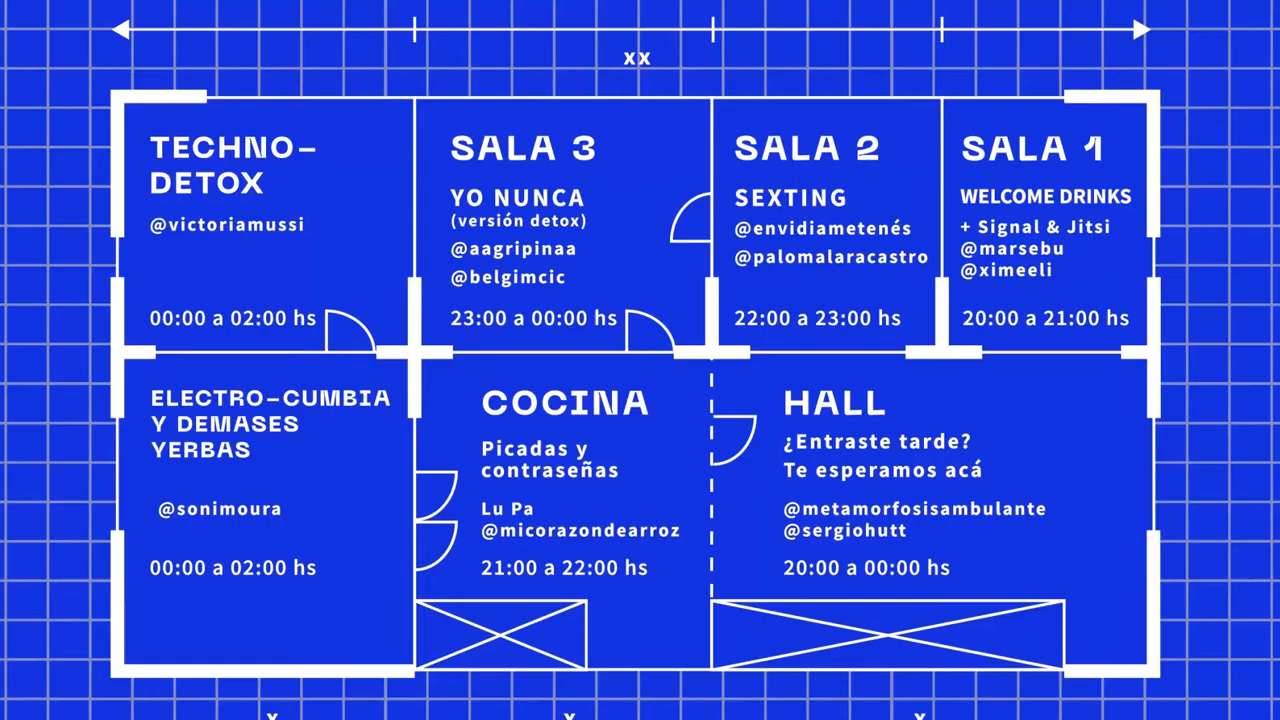 xx
TECHNO-
DETOX
@victoriamussi
00:00 a 02:00 hs
SALA 3
YO NUNCA
(versión detox)
@aagripinaa
@belgimcic
23:00 a 00:00 hs
SALA 2
SEXTING
@envidiametenés
@palomalaracastro
22:00 a 23:00 hs
SALA 1
WELCOME DRINKS
+ Signal & Jitsi
@marsebu
@ximeeli
20:00 a 21:00 hs
ELECTRO-CUMBIA
Y DEMASES
YERBAS
@sonimoura
00:00 a 02:00 hs
COCINA
Picadas y
contraseñas
Lu Pa
@micorazondearroz
21:00 a 22:00 hs
HALL
¿Entraste tarde?
Te esperamos acá
@metamorfosisambulante
@sergiohutt
20:00 a 00:00 hs
x x x